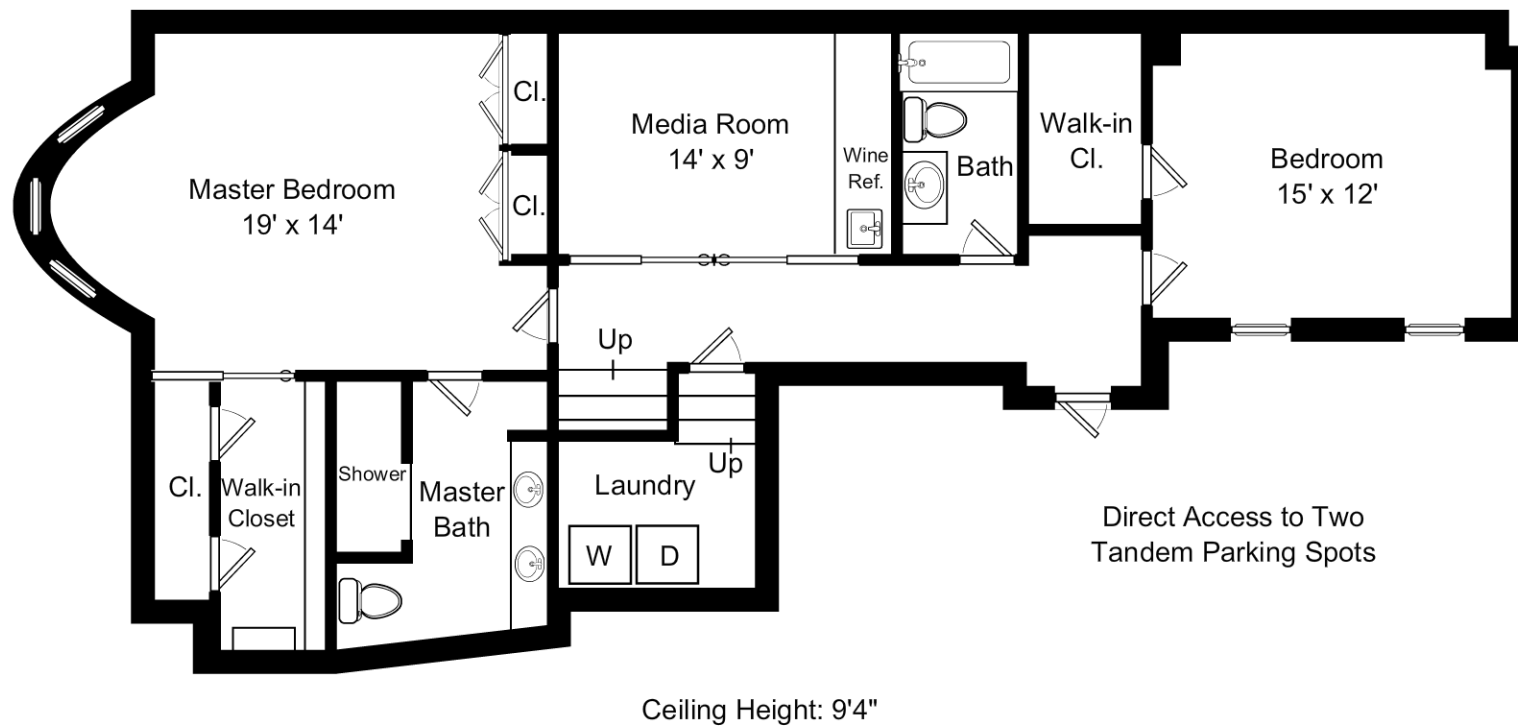 Cl.
Media Room
14' x 9'
Walk-in
Cl.
Wine
Ref.
Bath
Bedroom
15' x 12'
Master Bedroom
19' x 14'
Cl.
Up
Up
Cl.
Walk-in
Closet
Shower
Master
Bath
Laundry
W
D
Direct Access to Two
Tandem Parking Spots
Ceiling Height: 9'4"